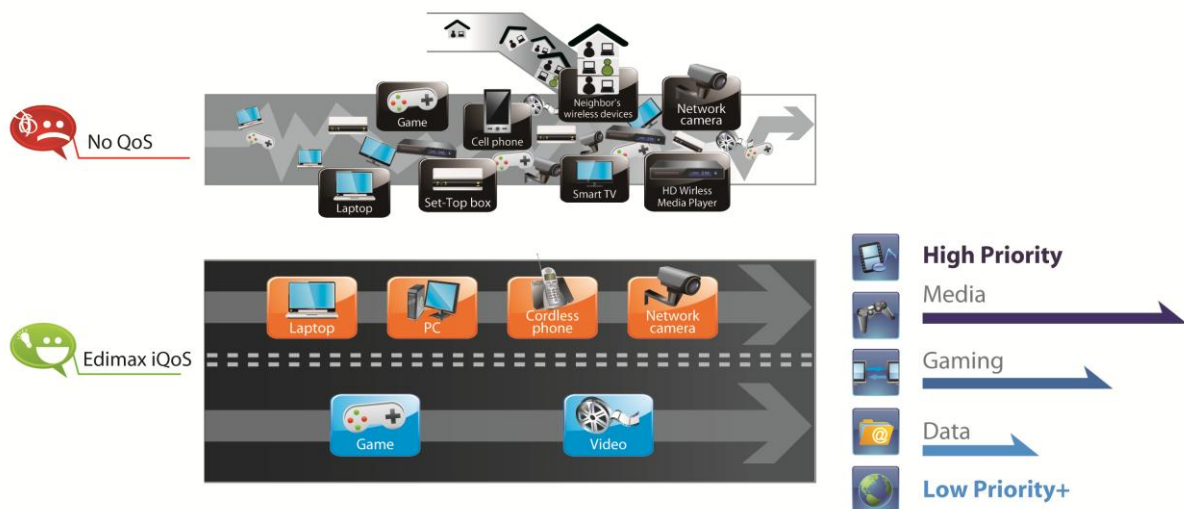 No QoS
Game
Cell phone
Neighbor's
wireless devices
Network
camera
Laptop
Set-Top box
Smart TV
HD Wirless
Media Player
Edimax iQoS
Laptop
PC
Cordless
phone
Network
camera
Game
Video
High Priority
Media
Gaming
@
Data
Low Priority+